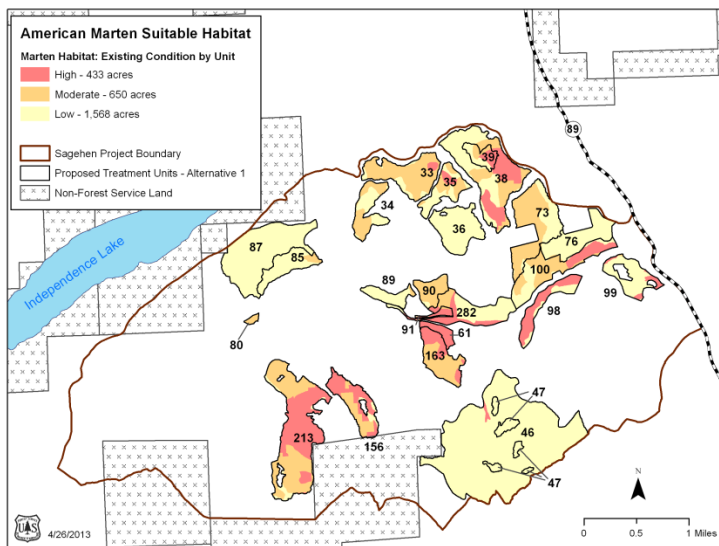 American Marten Suitable Habitat
Marten Habitat: Existing Condition by Unit
High - 433 acres
Moderate - 650 acres
Low - 1,568 acres
Sagehen Project Boundary
Proposed Treatment Units - Alternative 1
Non-Forest Service Land
89
39
33
35
38
34
36
73
76
87
85
100
89
90
99
282
98
80
91
61
163
47
213
156
46
47
Independence Lake
N
4/26/2013
0 0.5 1 Miles